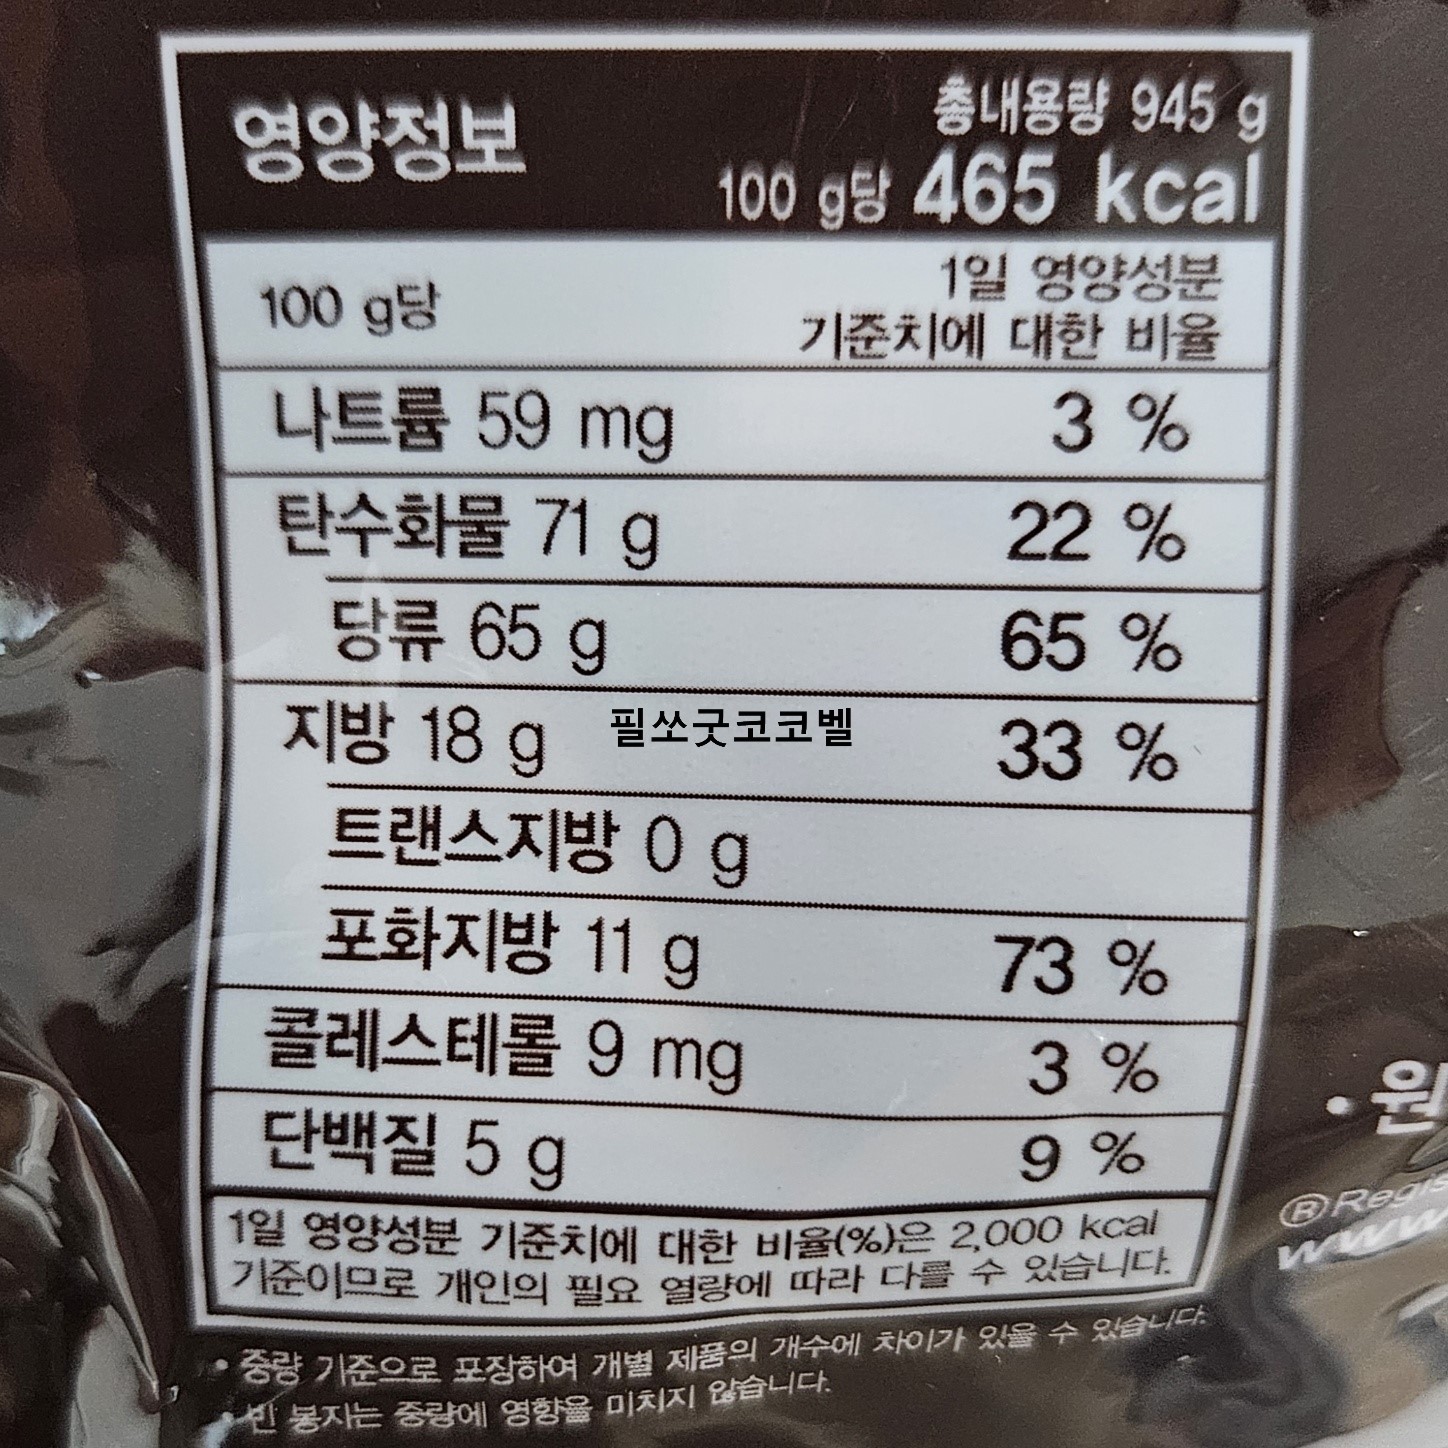 영양정보
총내용량 945 g
100 g당 465 kcal
100 g당
1일 영양성분
기준치에 대한 비율
나트륨 59 mg 3 %
탄수화물 71 g 22 %
당류 65 g 65 %
지방 18 g 필쏘굿코코벨 33 %
트랜스지방 0 g
포화지방 11 g 73 %
콜레스테롤 9 mg 3 %
단백질 5 g 9 %
1일 영양성분 기준치에 대한 비율(%)은 2,000 kcal
기준이므로 개인의 필요 열량에 따라 다를 수 있습니다.
• 중량 기준으로 포장하여 개별 제품의 개수에 차이가 있을 수 있습니다.
• 빈 봉지는 중량에 영향을 미치지 않습니다.
• 원
®Regis
www